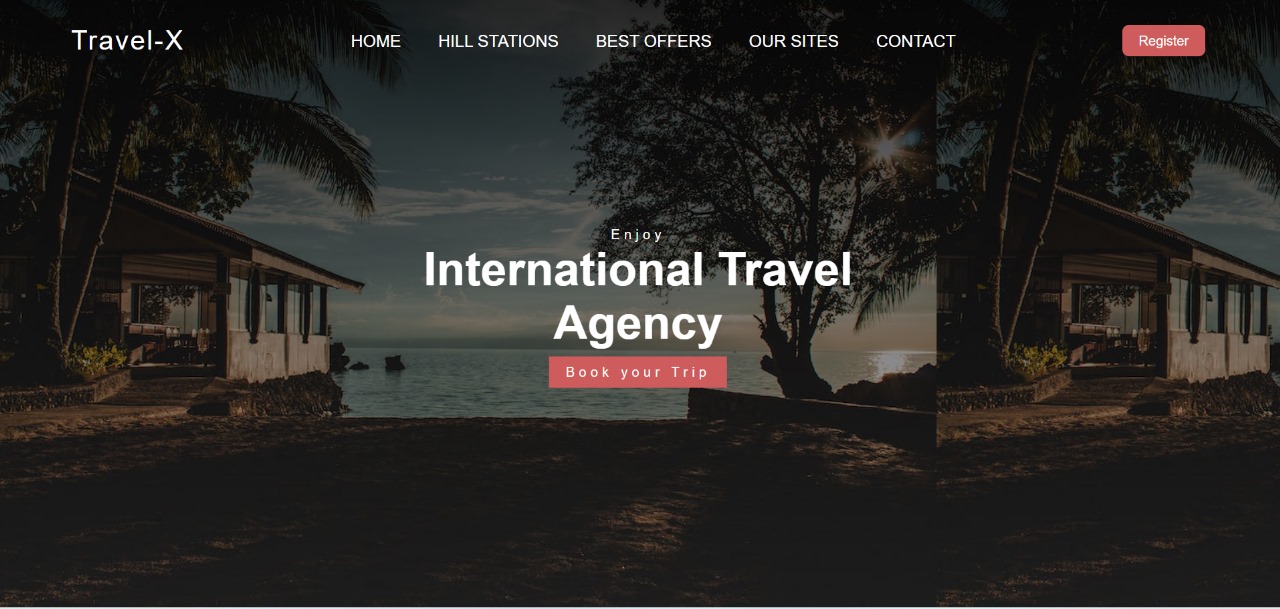 Travel-X
HOME
HILL STATIONS
BEST OFFERS
OUR SITES
CONTACT
Register
Enjoy
International Travel
Agency
Book your Trip